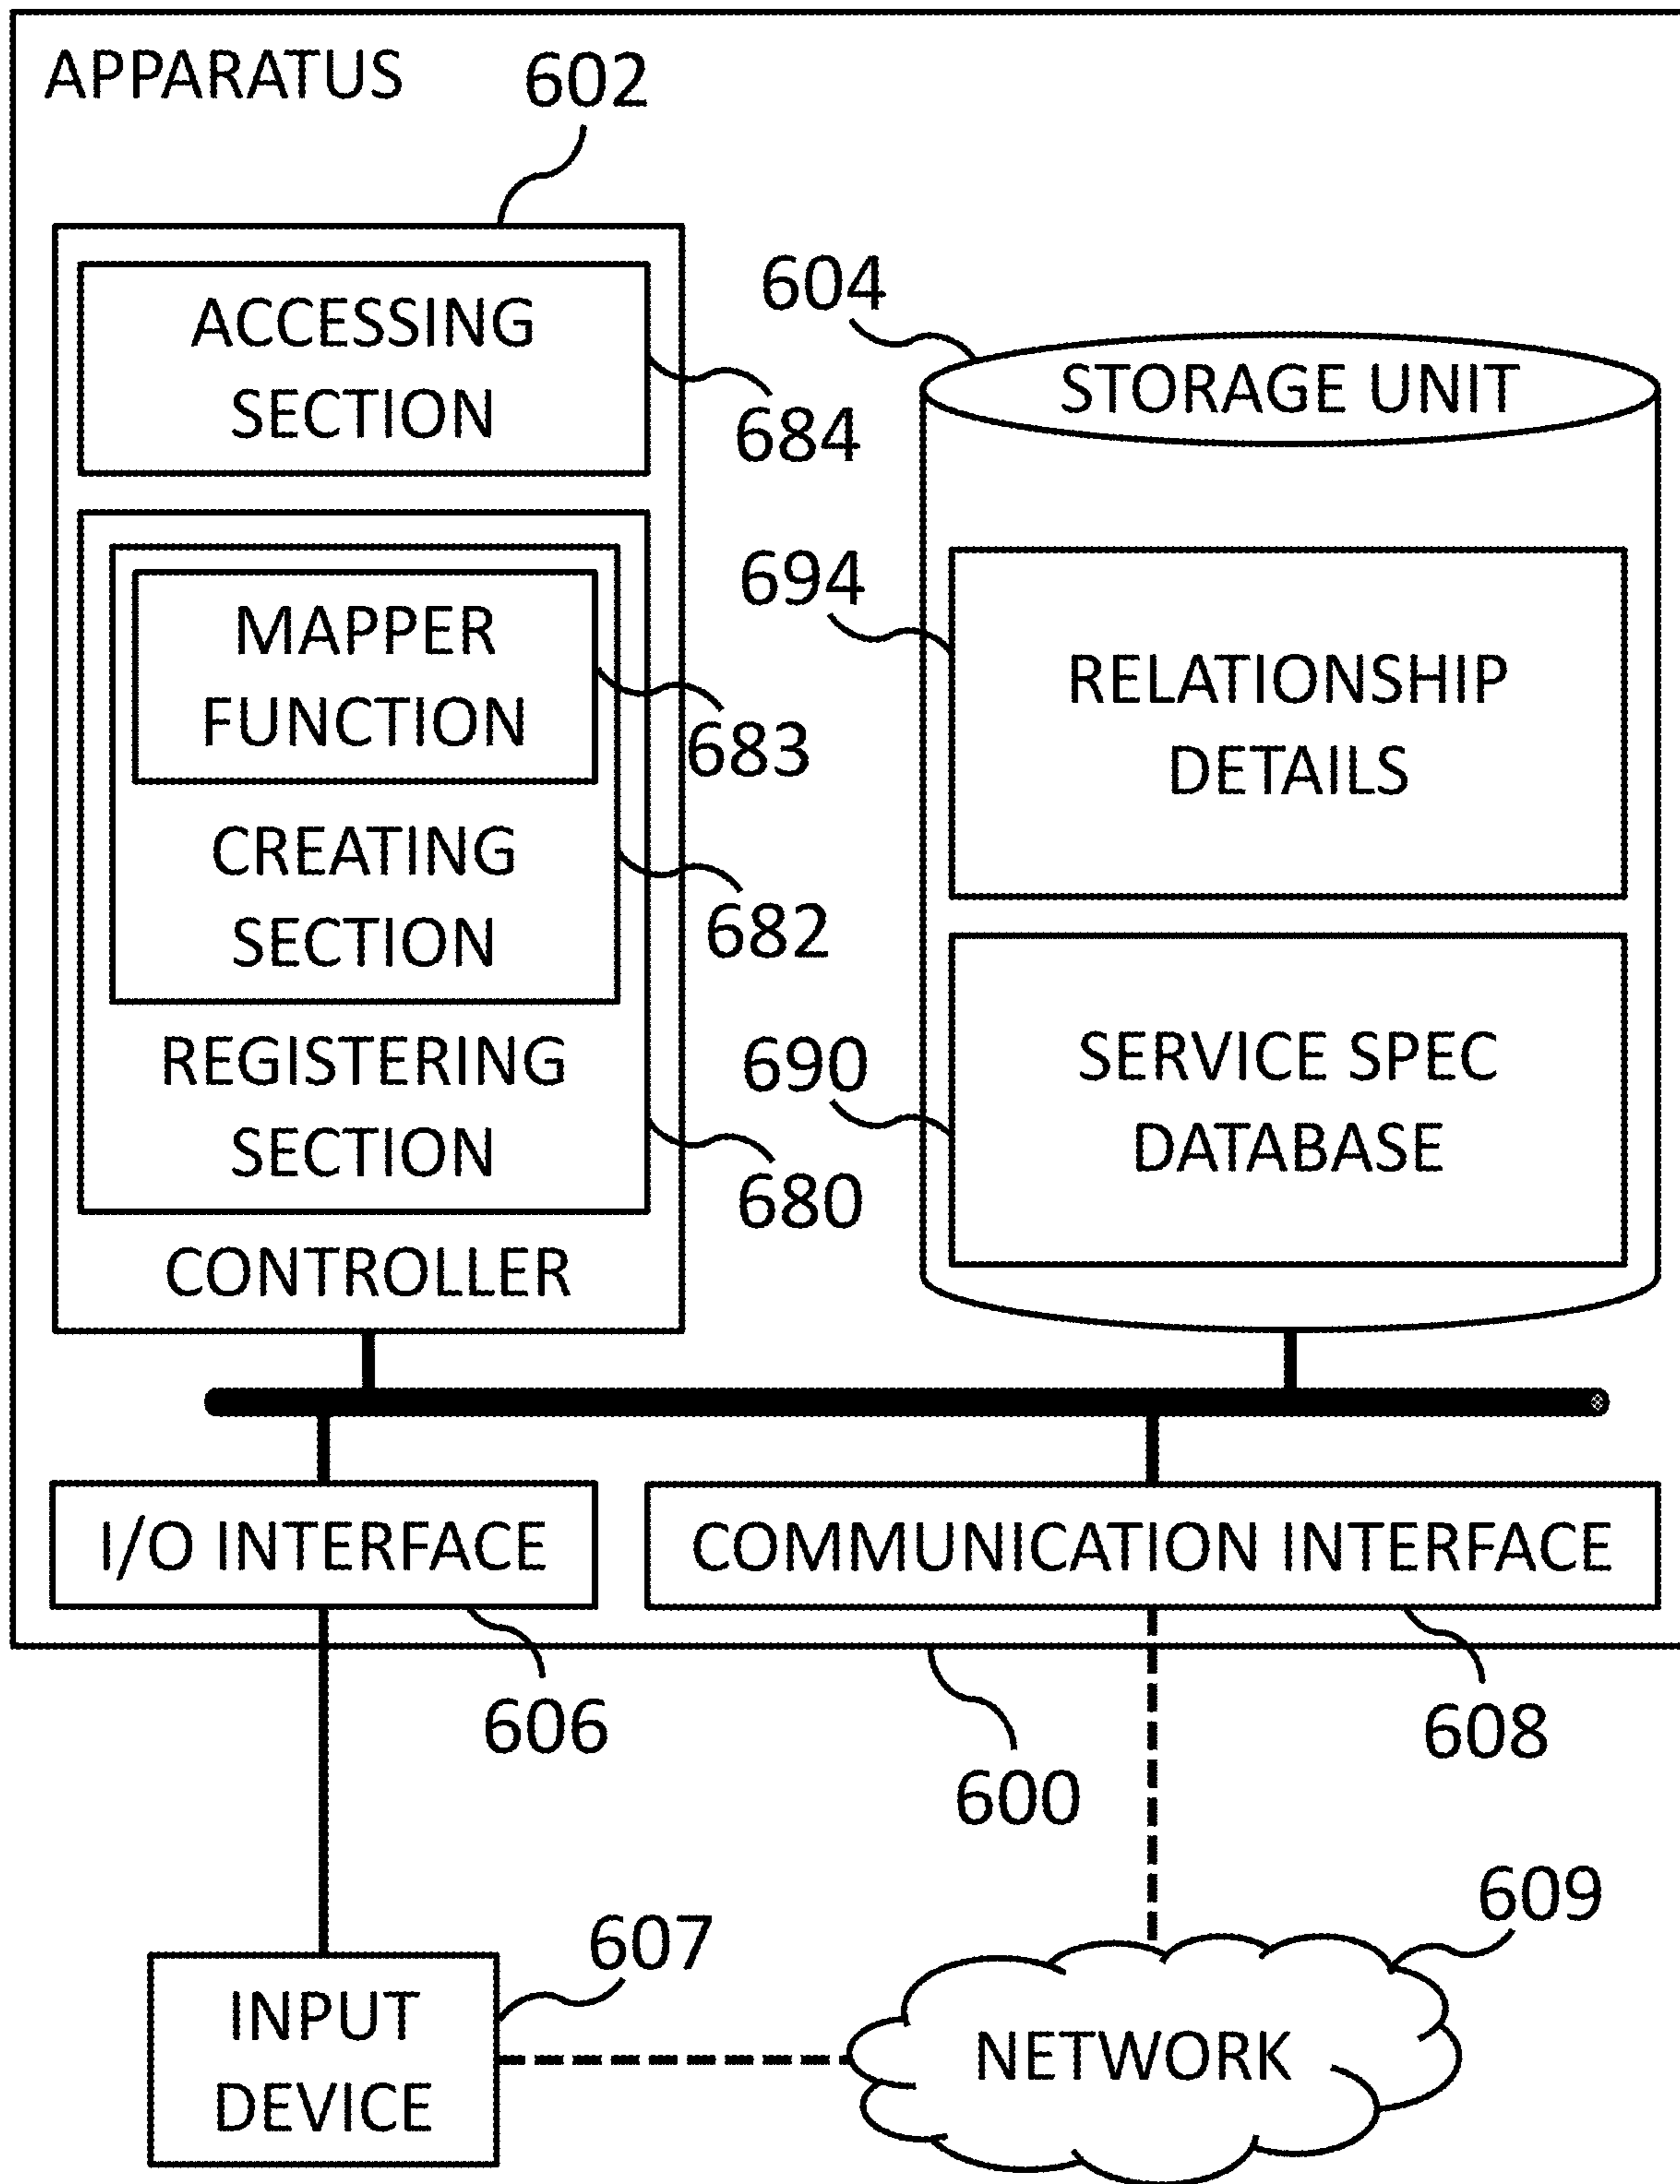 APPARATUS
602
ACCESSING
SECTION
684
604
STORAGE UNIT
MAPPER
FUNCTION
683
CREATING
SECTION
682
REGISTERING
SECTION
680
CONTROLLER
694
RELATIONSHIP
DETAILS
690
SERVICE SPEC
DATABASE
I/O INTERFACE
COMMUNICATION INTERFACE
606
608
600
607
609
INPUT
DEVICE
NETWORK